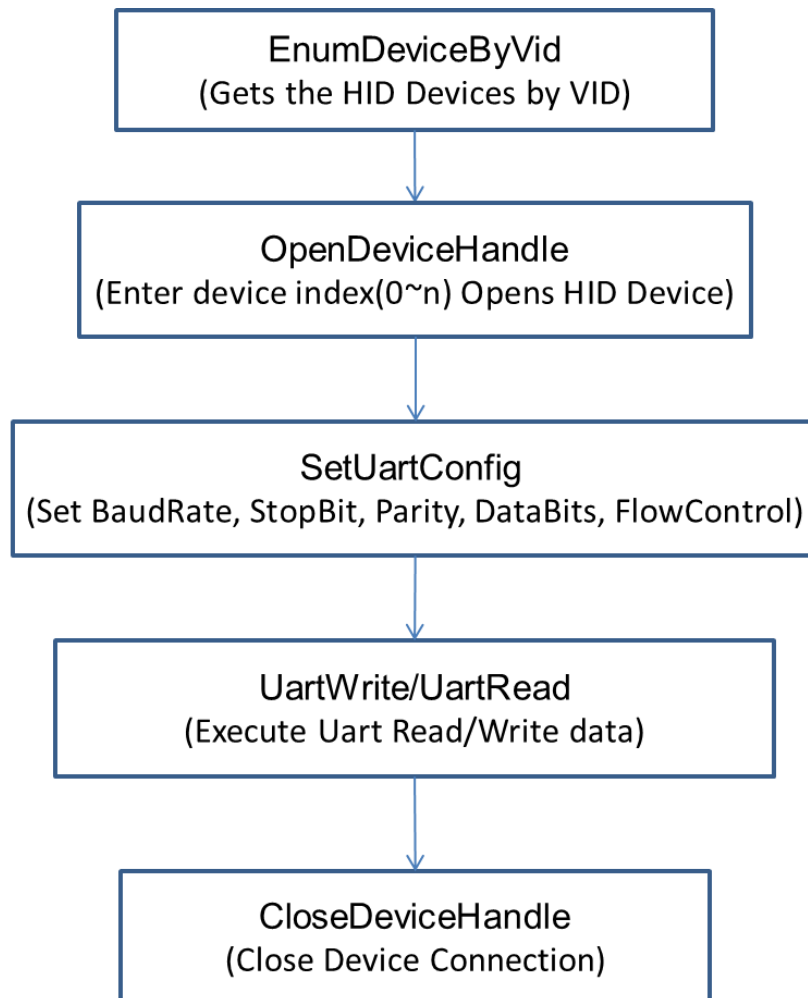 EnumDeviceByVid
(Gets the HID Devices by VID)
OpenDeviceHandle
(Enter device index(0~n) Opens HID Device)
SetUartConfig
(Set BaudRate, StopBit, Parity, DataBits, FlowControl)
UartWrite/UartRead
(Execute Uart Read/Write data)
CloseDeviceHandle
(Close Device Connection)